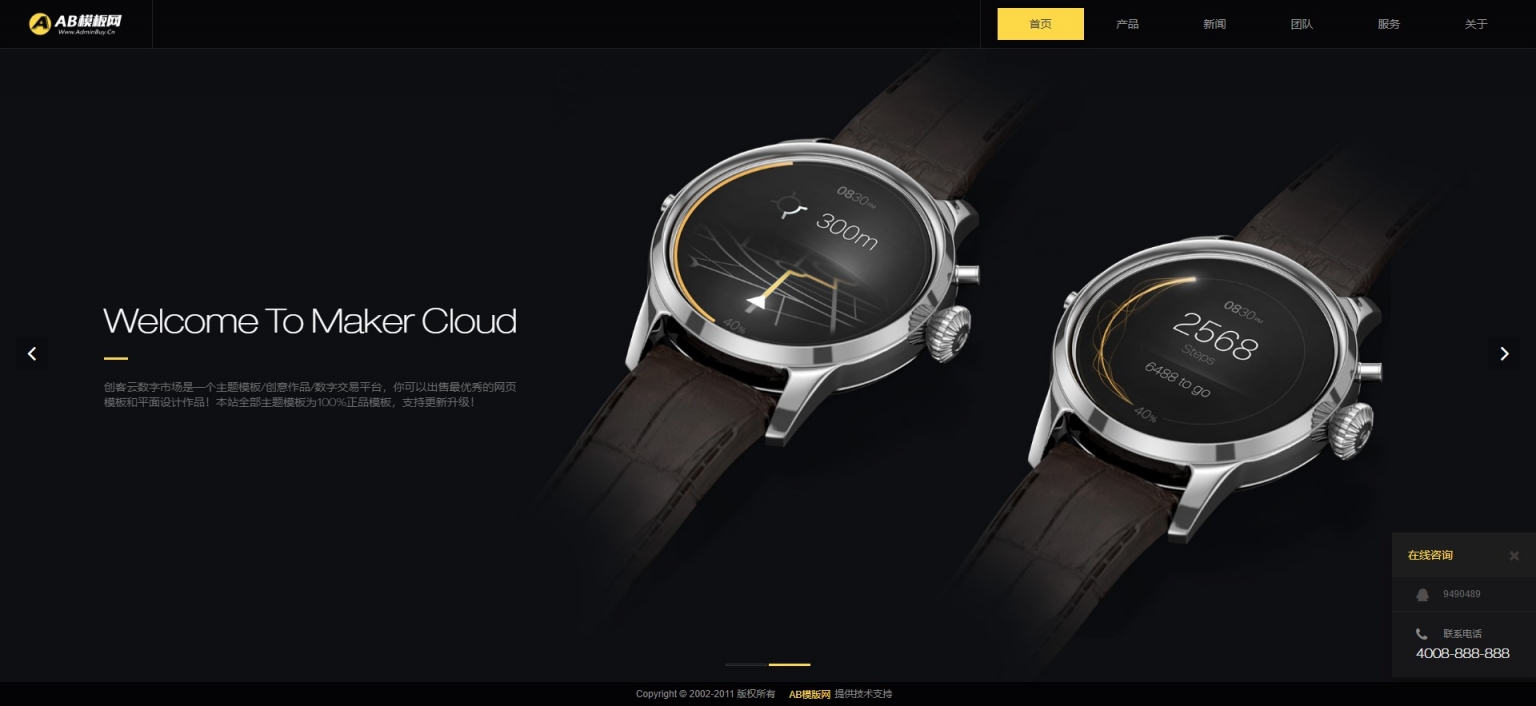 AB模板网
Www.AdminBuy.Cn
首页
产品
新闻
团队
服务
关于
0830PM
300m
40%
0830PM
2568
Steps
6488 to go
40%
Welcome To Maker Cloud
创客云数字市场是一个主题模板/创意作品/数字交易平台，你可以出售最优秀的网页
模板和平面设计作品！本站全部主题模板为100%正品模板，支持更新升级！
在线咨询
9490489
联系电话
4008-888-888
Copyright © 2002-2011 版权所有 AB模版网 提供技术支持